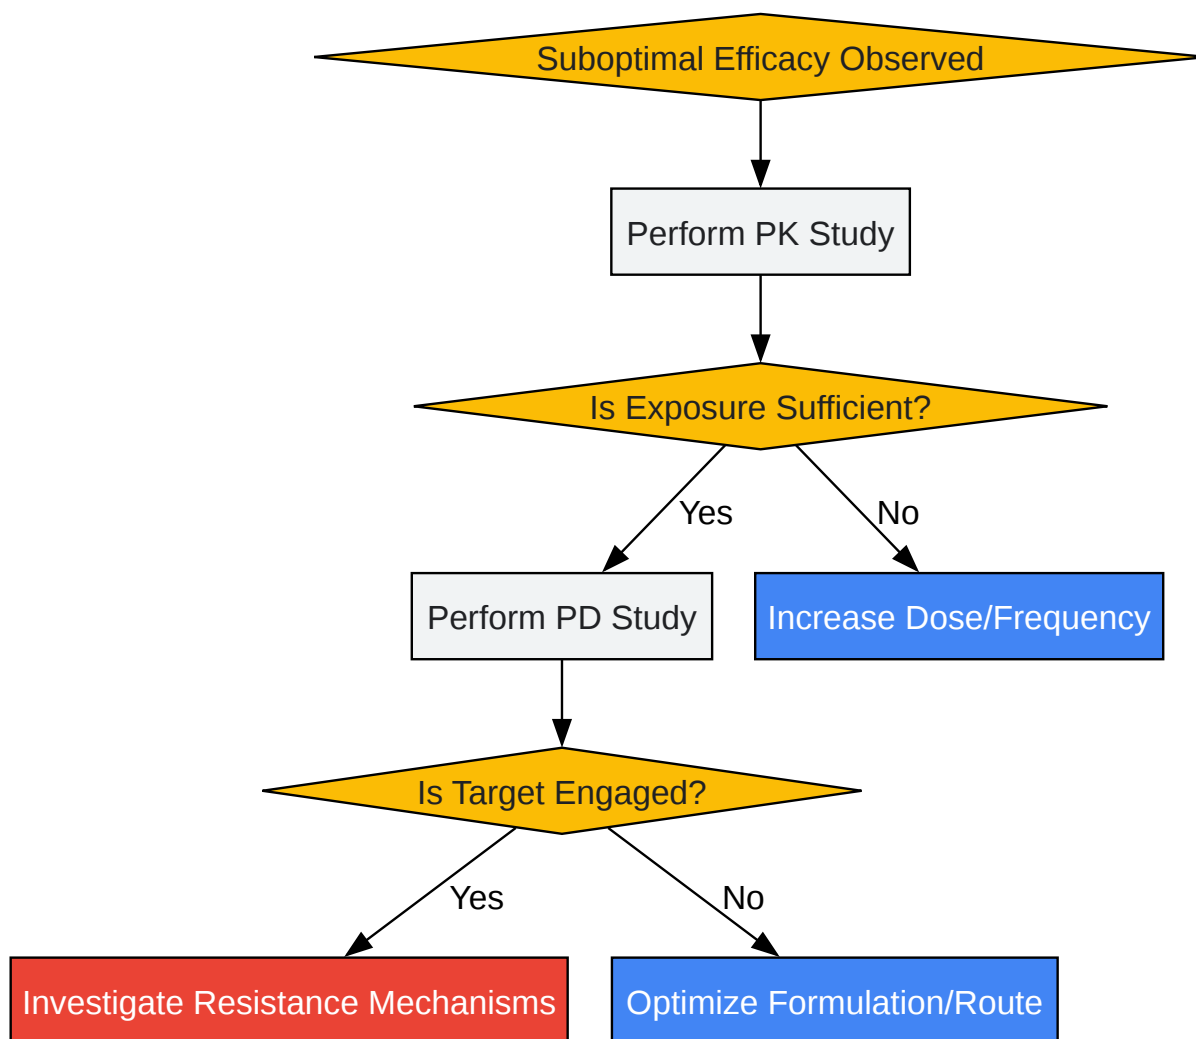 Suboptimal Efficacy Observed
Perform PK Study
Is Exposure Sufficient?
Yes
No
Perform PD Study
Increase Dose/Frequency
Is Target Engaged?
Yes
No
Investigate Resistance Mechanisms
Optimize Formulation/Route